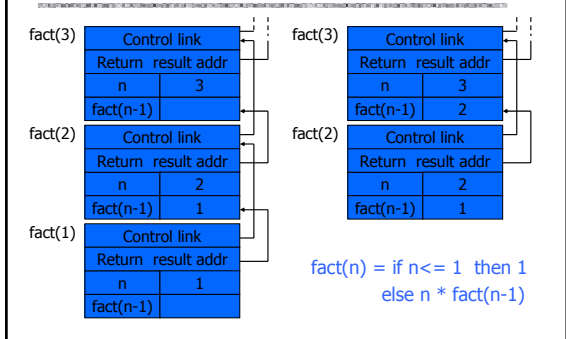 fact(3)
Control link
Return result addr
n 3
fact(n-1)
fact(2)
Control link
Return result addr
n 2
fact(n-1) 1
fact(1)
Control link
Return result addr
n 1
fact(n-1)
fact(3)
Control link
Return result addr
n 3
fact(n-1) 2
fact(2)
Control link
Return result addr
n 2
fact(n-1) 1
fact(n) = if n<= 1 then 1
else n * fact(n-1)